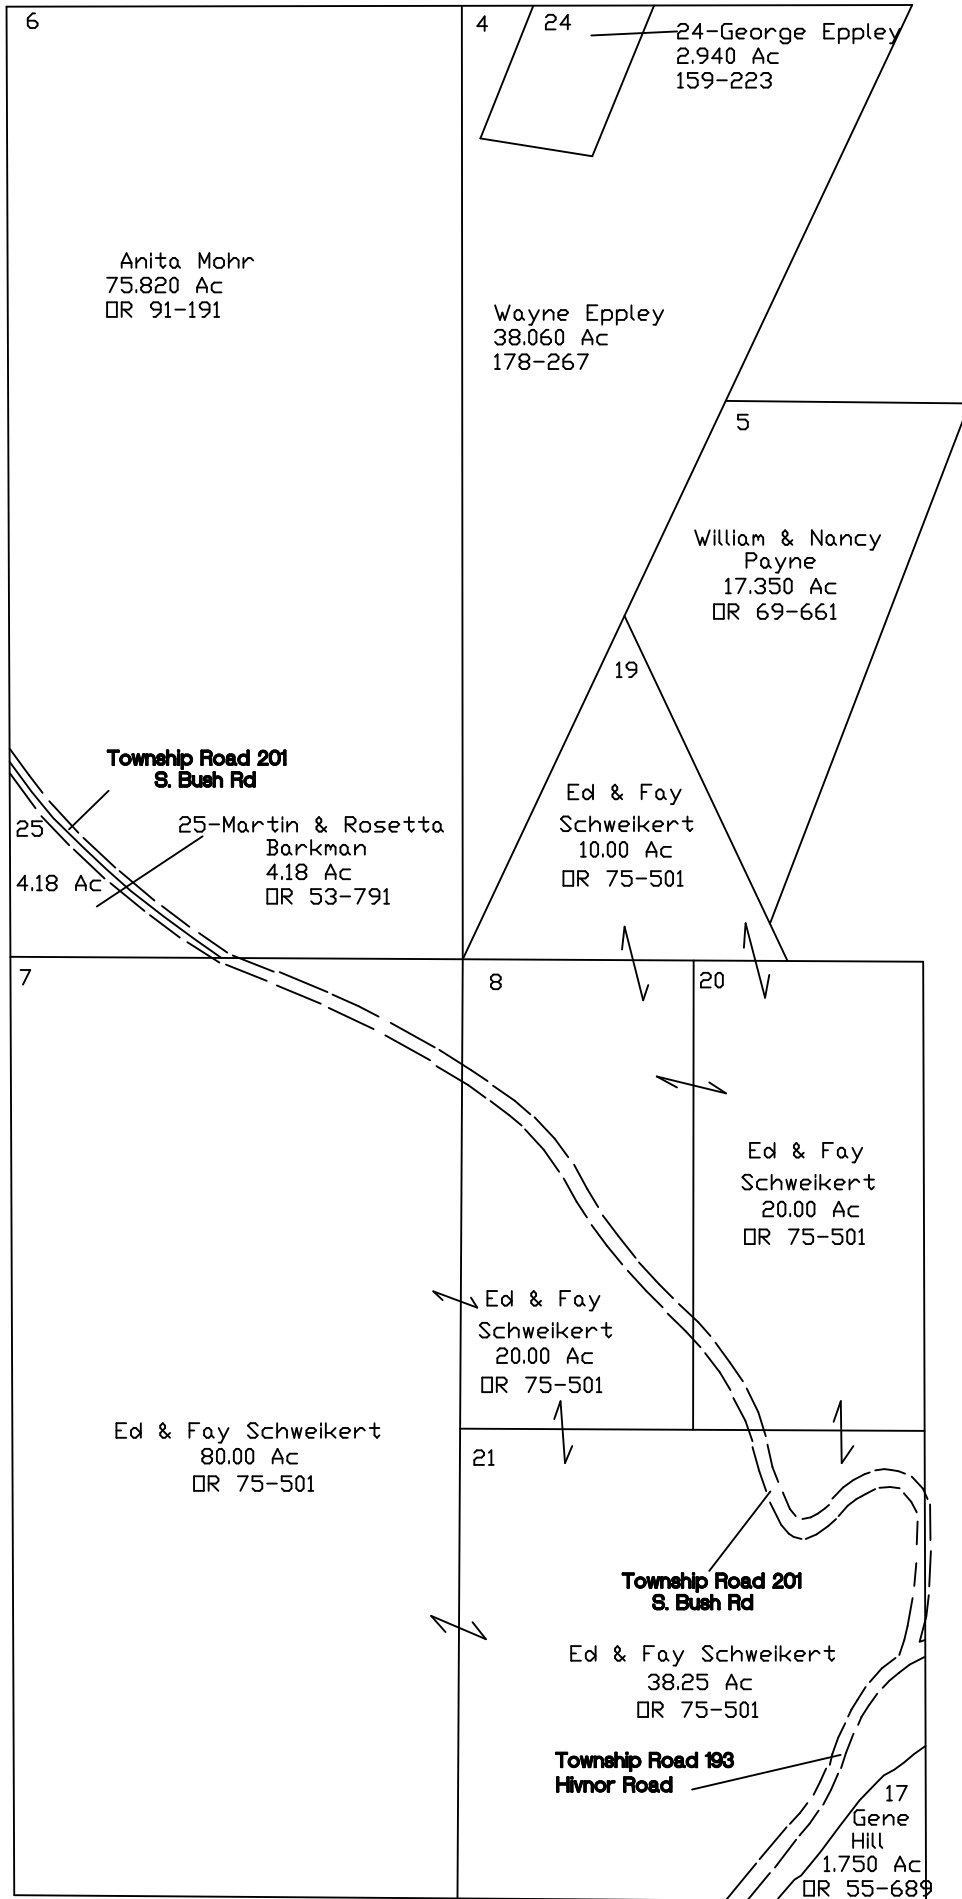 6
4
24
24-George Eppley
2.940 Ac
159-223
Anita Mohr
75.820 Ac
OR 91-191
Wayne Eppley
38.060 Ac
178-267
5
William & Nancy
Payne
17.350 Ac
OR 69-661
19
Ed & Fay
Schweikert
10.00 Ac
OR 75-501
Township Road 201
S. Bush Rd
25
4.18 Ac
25-Martin & Rosetta
Barkman
4.18 Ac
OR 53-791
7
8
20
Ed & Fay
Schweikert
20.00 Ac
OR 75-501
Ed & Fay
Schweikert
20.00 Ac
OR 75-501
Ed & Fay Schweikert
80.00 Ac
OR 75-501
21
Township Road 201
S. Bush Rd
Ed & Fay Schweikert
38.25 Ac
OR 75-501
Township Road 193
Hivnor Road
17
Gene
Hill
1.750 Ac
OR 55-689